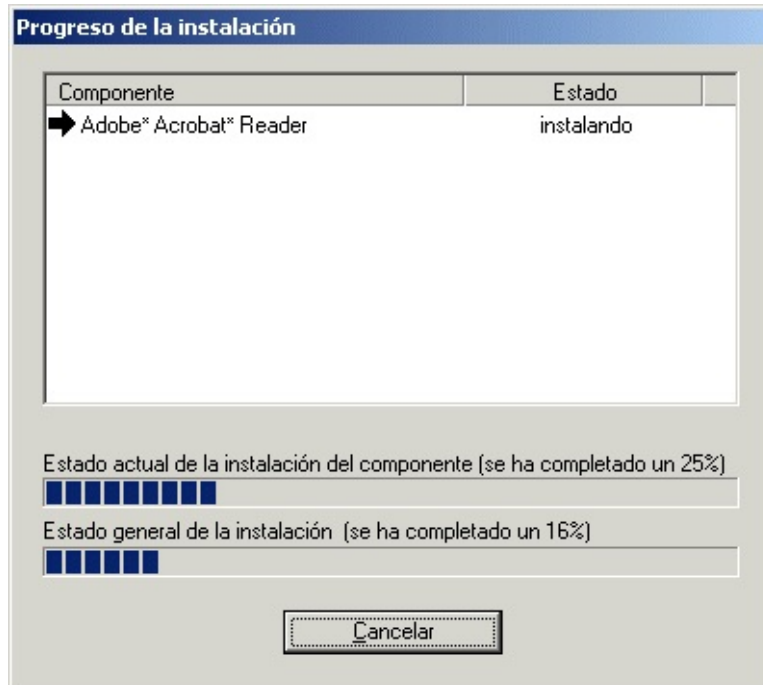 Progreso de la instalación
Componente Estado
Adobe* Acrobat* Reader instalando
Estado actual de la instalación del componente (se ha completado un 25%)
Estado general de la instalación (se ha completado un 16%)
Cancelar